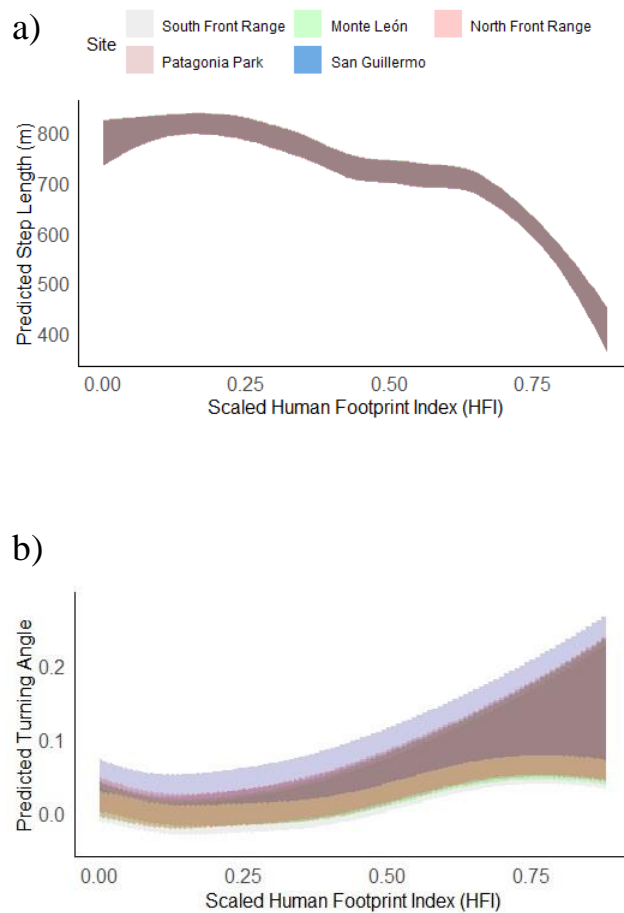 a)
Site
South Front Range
Monte León
North Front Range
Patagonia Park
San Guillermo
Predicted Step Length (m)
800
700
600
500
400
0.00
0.25
0.50
0.75
Scaled Human Footprint Index (HFI)
b)
Predicted Turning Angle
0.2
0.1
0.0
0.00
0.25
0.50
0.75
Scaled Human Footprint Index (HFI)